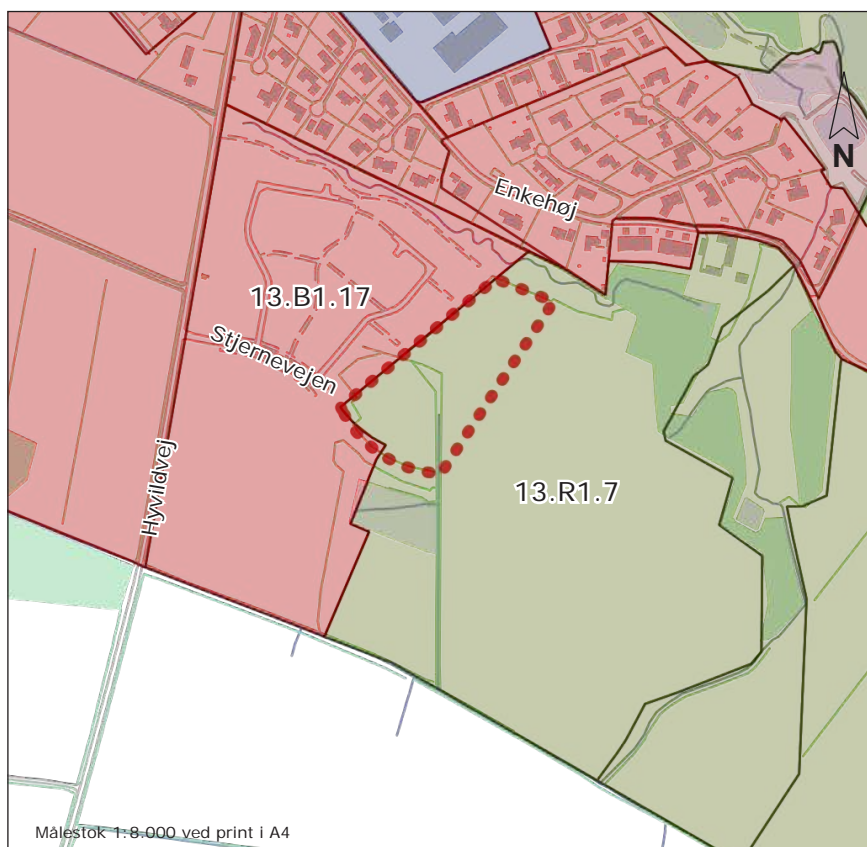 N
Enkehøj
13.B1.17
Stjernevejen
Hyvildvej
13.R1.7
Målestok 1:8.000 ved print i A4